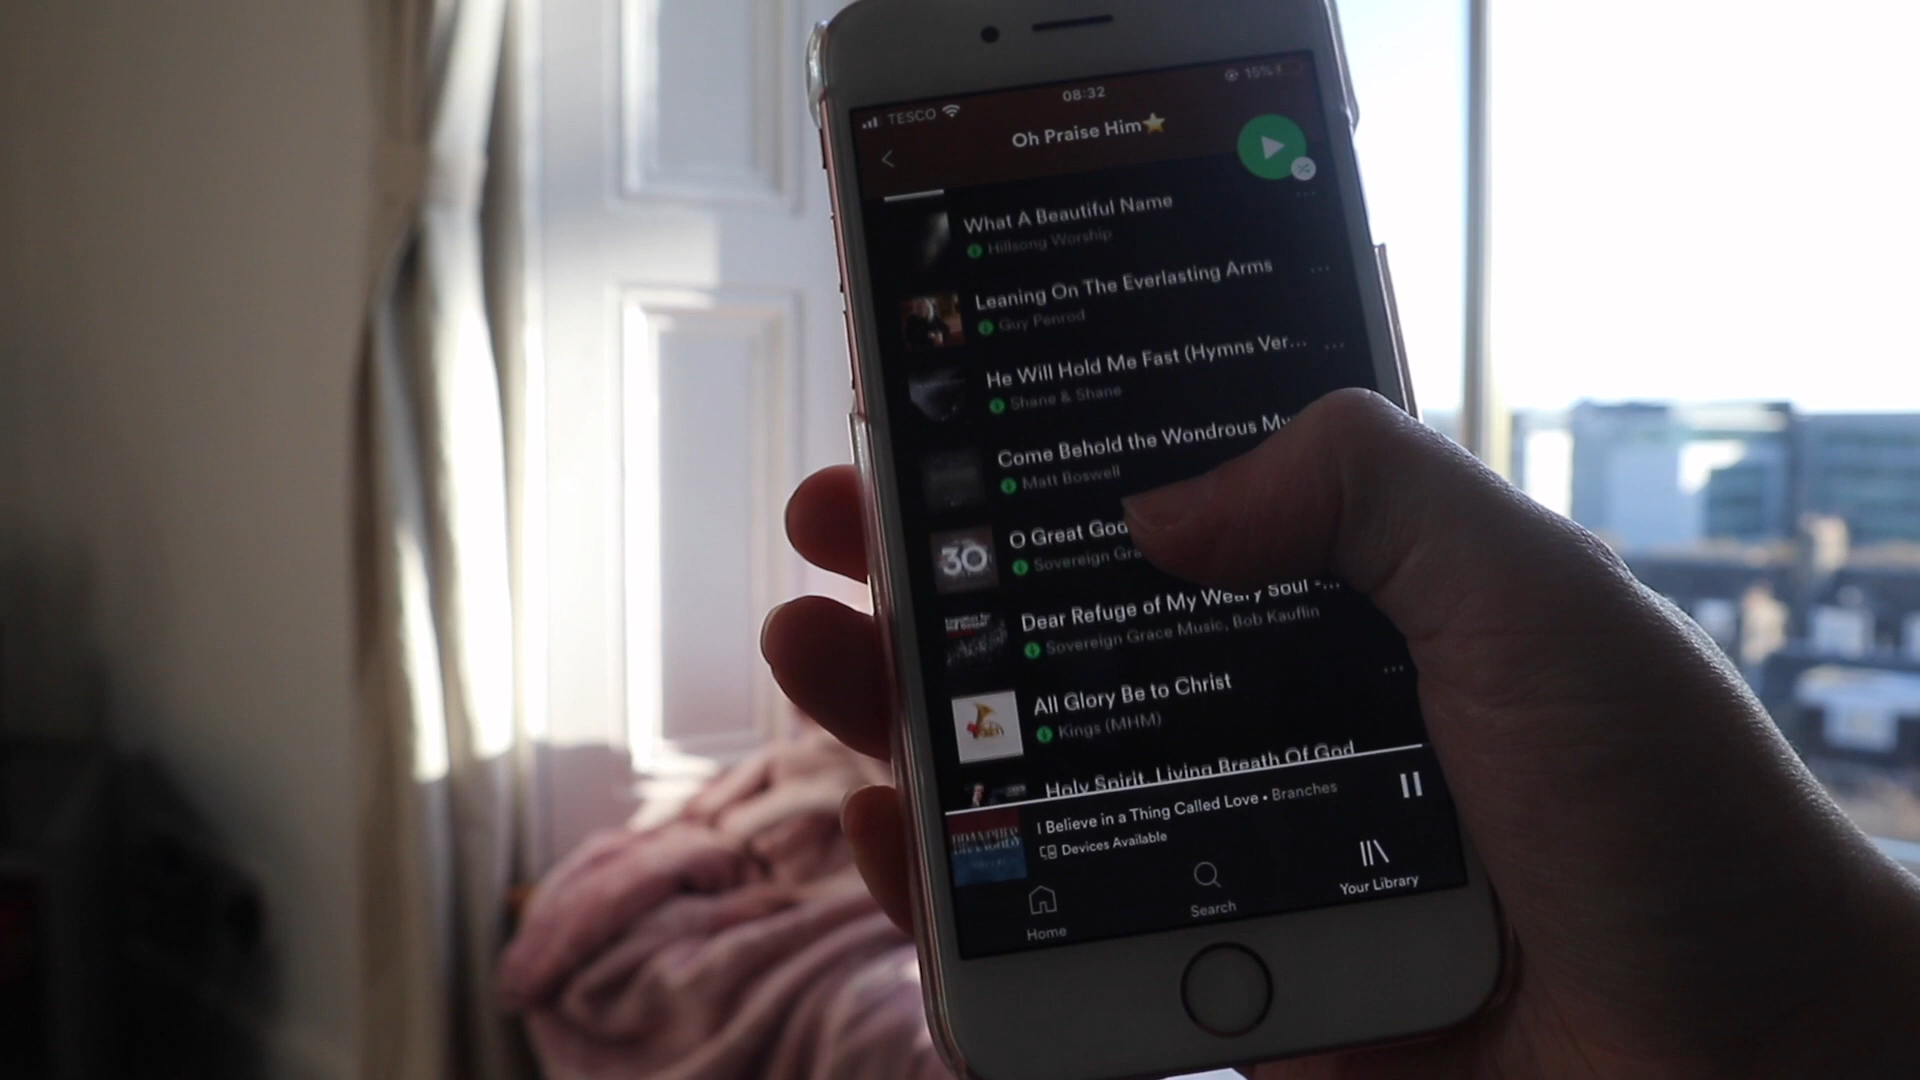 TESCO
08:32
15%
Oh Praise Him⭐
What A Beautiful Name
Hillsong Worship
Leaning On The Everlasting Arms
Guy Penrod
He Will Hold Me Fast (Hymns Ver...
Shane & Shane
Come Behold the Wondrous My
Matt Boswell
O Great God
Sovereign Gra
30
Dear Refuge of My Weary Soul -...
Sovereign Grace Music, Bob Kauflin
All Glory Be to Christ
Kings (MHM)
Holy Spirit, Living Breath Of God
I Believe in a Thing Called Love • Branches
Devices Available
Home
Search
Your Library